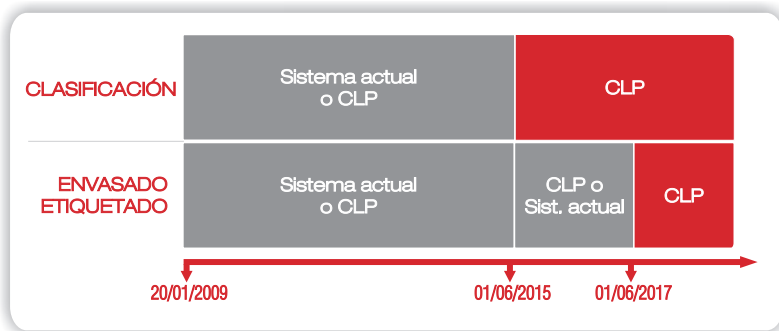 CLASIFICACIÓN
Sistema actual
o CLP
CLP
ENVASADO
ETIQUETADO
Sistema actual
o CLP
CLP o
Sist. actual
CLP
20/01/2009
01/06/2015
01/06/2017